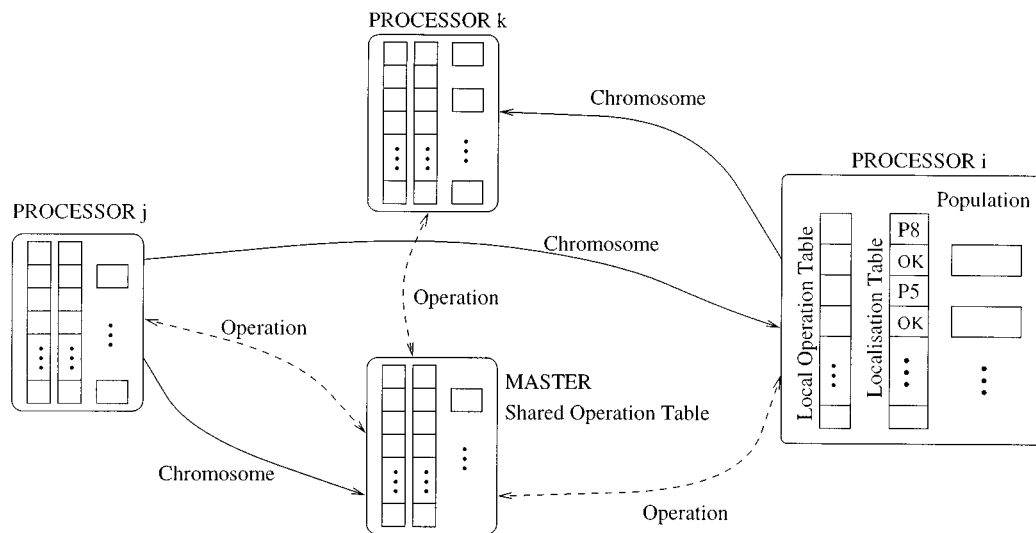 PROCESSOR k
Chromosome
PROCESSOR i
Population
PROCESSOR j
Chromosome
Local Operation Table
Localisation Table
P8
OK
P5
OK
Operation
Operation
MASTER
Shared Operation Table
Chromosome
Operation